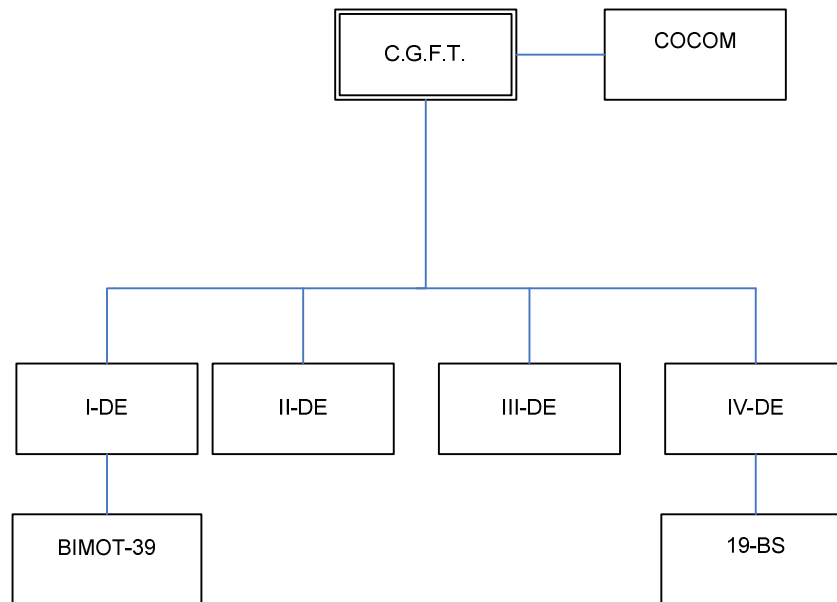 C.G.F.T.
COCOM
I-DE
II-DE
III-DE
IV-DE
BIMOT-39
19-BS